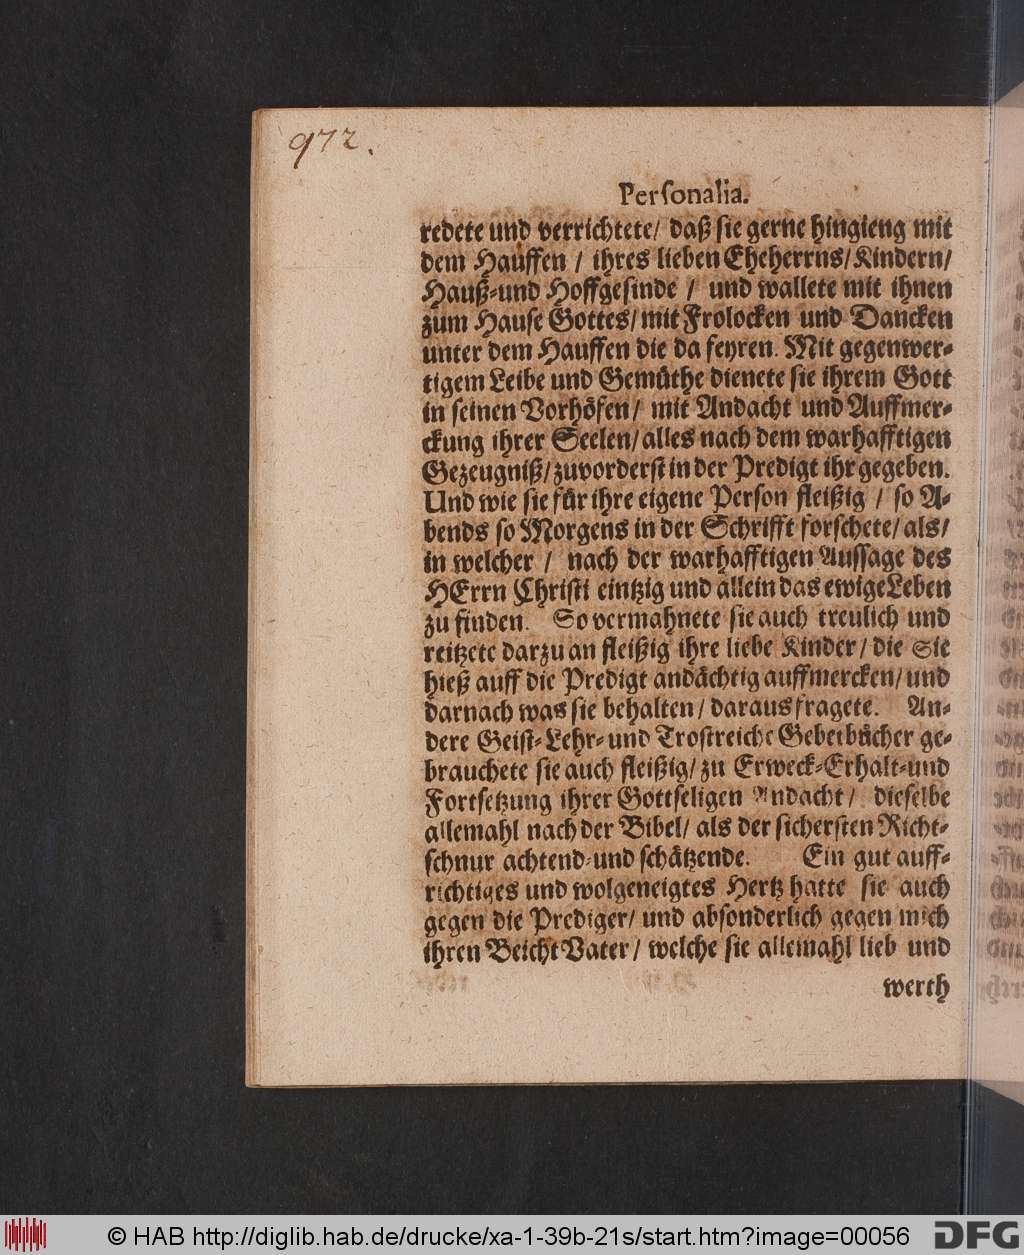 972.
Personalia.
redete und verrichtete/ daß sie gerne hingieng mit
dem Hauffen / ihres lieben Eheherrns/ Kindern/
Hauß-und Hoffgesinde / und wallete mit ihnen
zum Hause Gottes/ mit Frolocken und Dancken
unter dem Hauffen die da feyren. Mit gegenwer-
tigem Leibe und Gemüthe dienete sie ihrem Gott
in seinen Vorhöfen/ mit Andacht und Auffmer-
ckung ihrer Seelen/ alles nach dem warhafftigen
Gezeugniß/ zuvorderst in der Predigt ihr gegeben.
Und wie sie für ihre eigene Person fleißig / so A-
bends so Morgens in der Schrifft forschete/ als/
in welcher / nach der warhafftigen Aussage des
HErrn Christi eintzig und allein das ewige Leben
zu finden. So vermahnete sie auch treulich und
reitzete darzu an fleißig ihre liebe Kinder/ die Sie
hieß auff die Predigt andächtig auffmercken/ und
darnach was sie behalten/ daraus fragete. An-
dere Geist-Lehr-und Trostreiche Gebetbücher ge-
brauchete sie auch fleißig/ zu Erweck-Erhalt-und
Fortsetzung ihrer Gottseligen Andacht/ dieselbe
allemahl nach der Bibel/ als der sichersten Richt-
schnur achtend-und schätzende. Ein gut auff-
richtiges und wolgeneigtes Hertz hatte sie auch
gegen die Prediger/ und absonderlich gegen mich
ihren Beicht Vater/ welche sie allemahl lieb und
werth
© HAB http://diglib.hab.de/drucke/xa-1-39b-21s/start.htm?image=00056
DFG